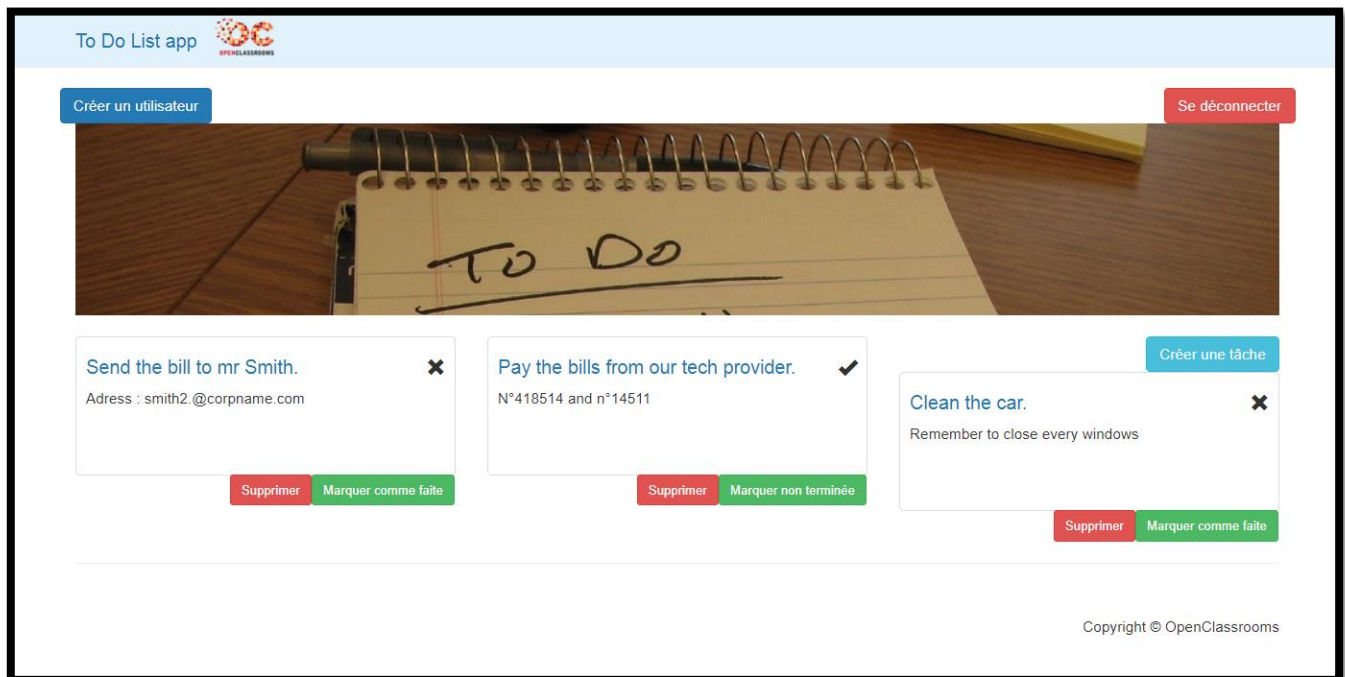 To Do List app
OPENCLASSROOMS
Créer un utilisateur
Se déconnecter
To Do
Créer une tâche
Send the bill to mr Smith.
Adress : smith2.@corpname.com
Supprimer
Marquer comme faite
Pay the bills from our tech provider.
N°418514 and n°14511
Supprimer
Marquer non terminée
Clean the car.
Remember to close every windows
Supprimer
Marquer comme faite
Copyright © OpenClassrooms